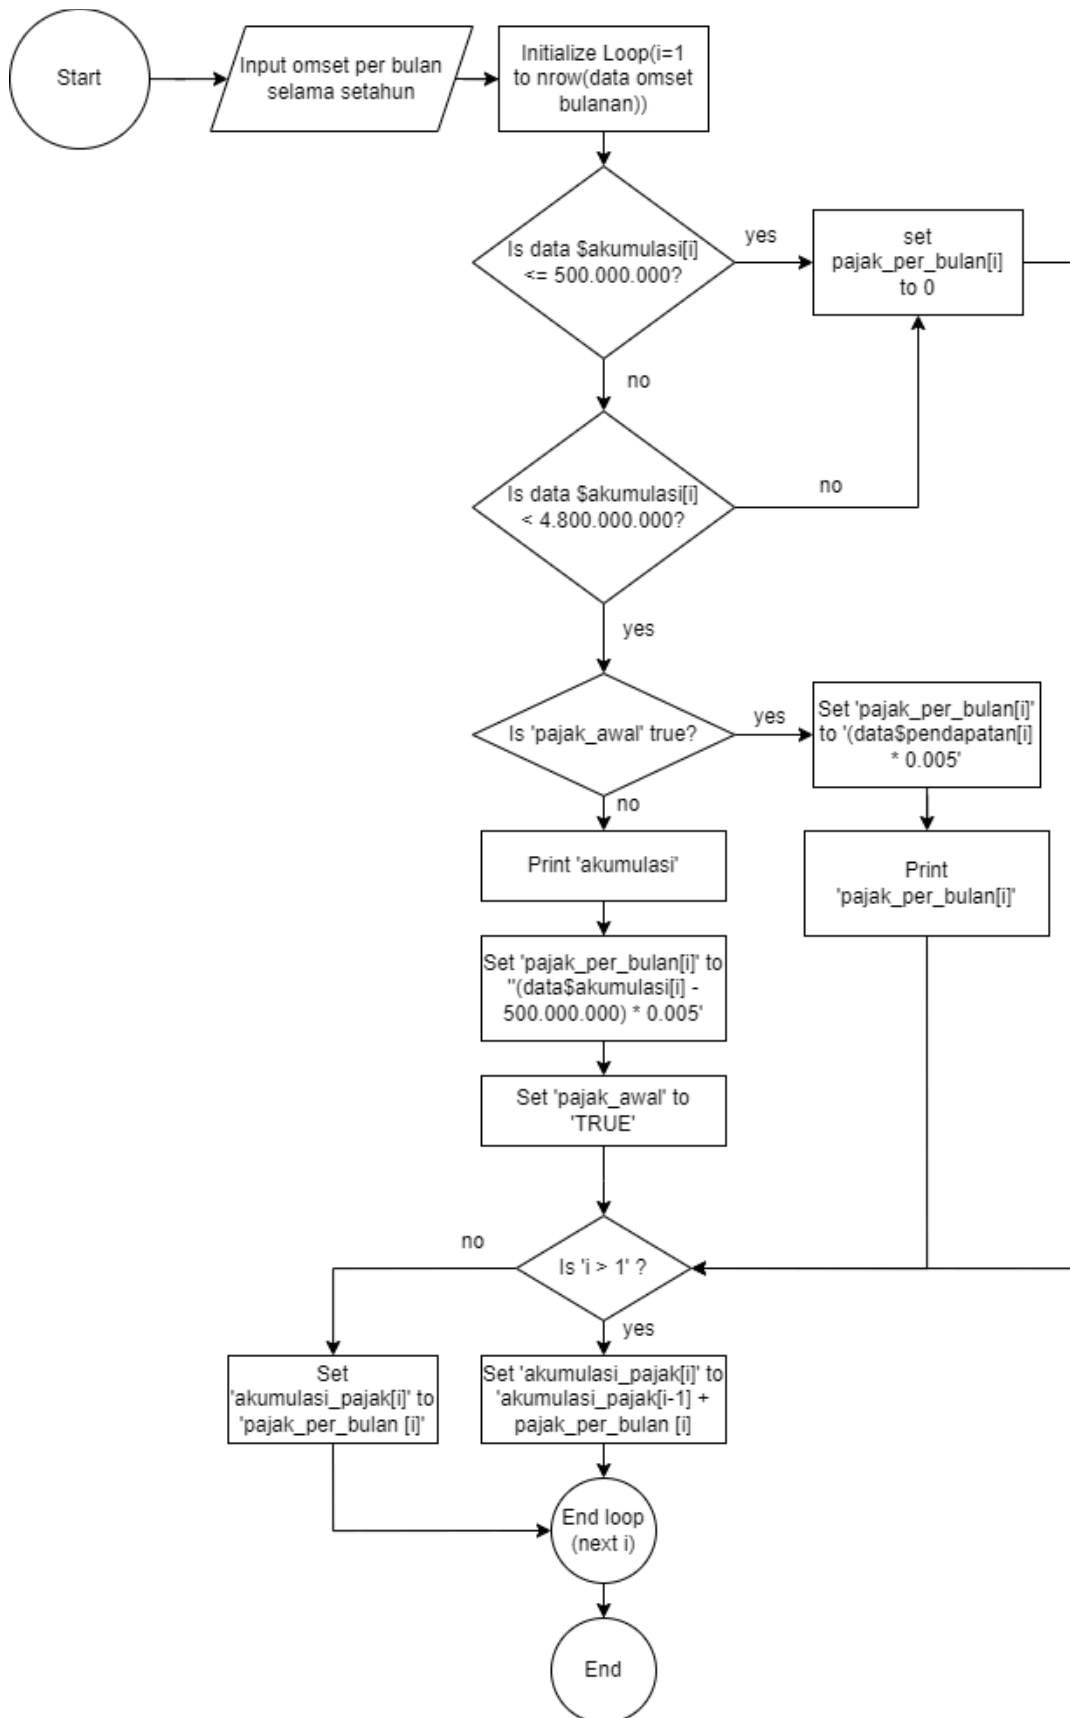 Start
Input omset per bulan
selama setahun
Initialize Loop(i=1
to nrow(data omset
bulanan))
Is data $akumulasi[i]
<= 500.000.000?
yes
set
pajak_per_bulan[i]
to 0
no
Is data $akumulasi[i]
< 4.800.000.000?
no
yes
Is 'pajak_awal' true?
yes
Set 'pajak_per_bulan[i]'
to '(data$pendapatan[i]
* 0.005'
no
Print 'akumulasi'
Print
'pajak_per_bulan[i]'
Set 'pajak_per_bulan[i]' to
"(data$akumulasi[i] -
500.000.000) * 0.005'
Set 'pajak_awal' to
'TRUE'
no
Is 'i > 1' ?
yes
Set
'akumulasi_pajak[i]' to
'pajak_per_bulan [i]'
Set 'akumulasi_pajak[i]' to
'akumulasi_pajak[i-1] +
pajak_per_bulan [i]
End loop
(next i)
End